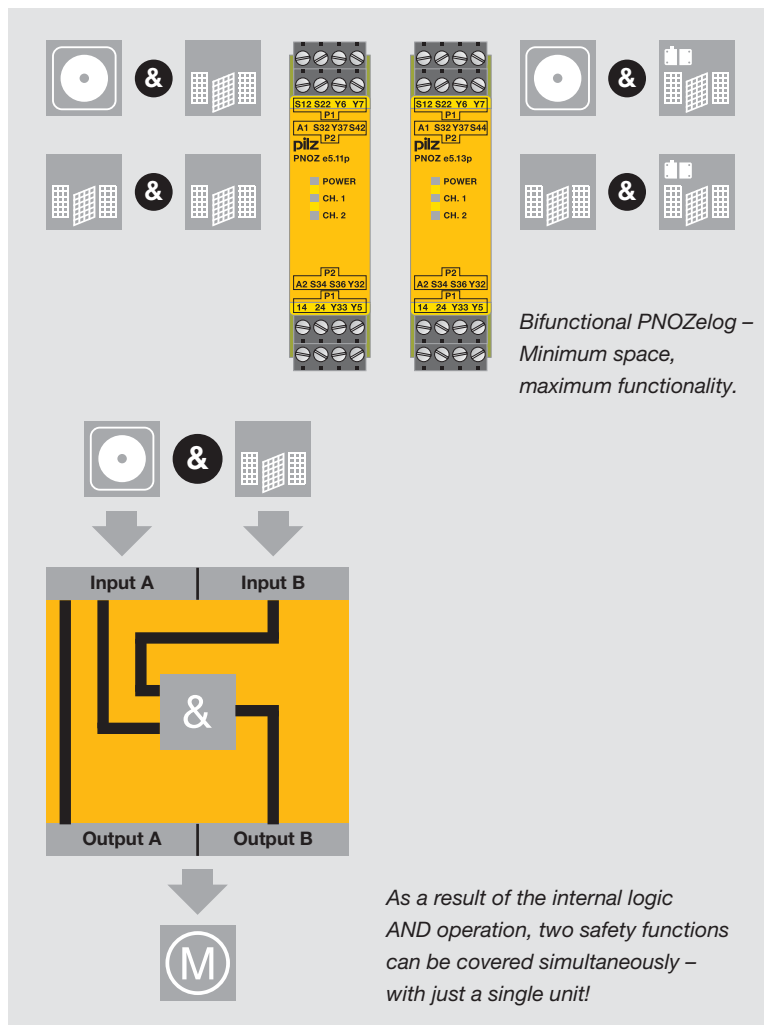 &
&
S12 S22 Y6 Y7
P1
A1 S32 Y37 S42
P2
pilz
PNOZ e5.11p
POWER
CH. 1
CH. 2
P2
A2 S34 S36 Y32
P1
14 24 Y33 Y5
S12 S22 Y6 Y7
P1
A1 S32 Y37 S44
P2
pilz
PNOZ e5.13p
POWER
CH. 1
CH. 2
P2
A2 S34 S36 Y32
P1
14 24 Y33 Y5
&
&
Bifunctional PNOZelog –
Minimum space,
maximum functionality.
&
Input A
Input B
&
Output A
Output B
M
As a result of the internal logic
AND operation, two safety functions
can be covered simultaneously –
with just a single unit!